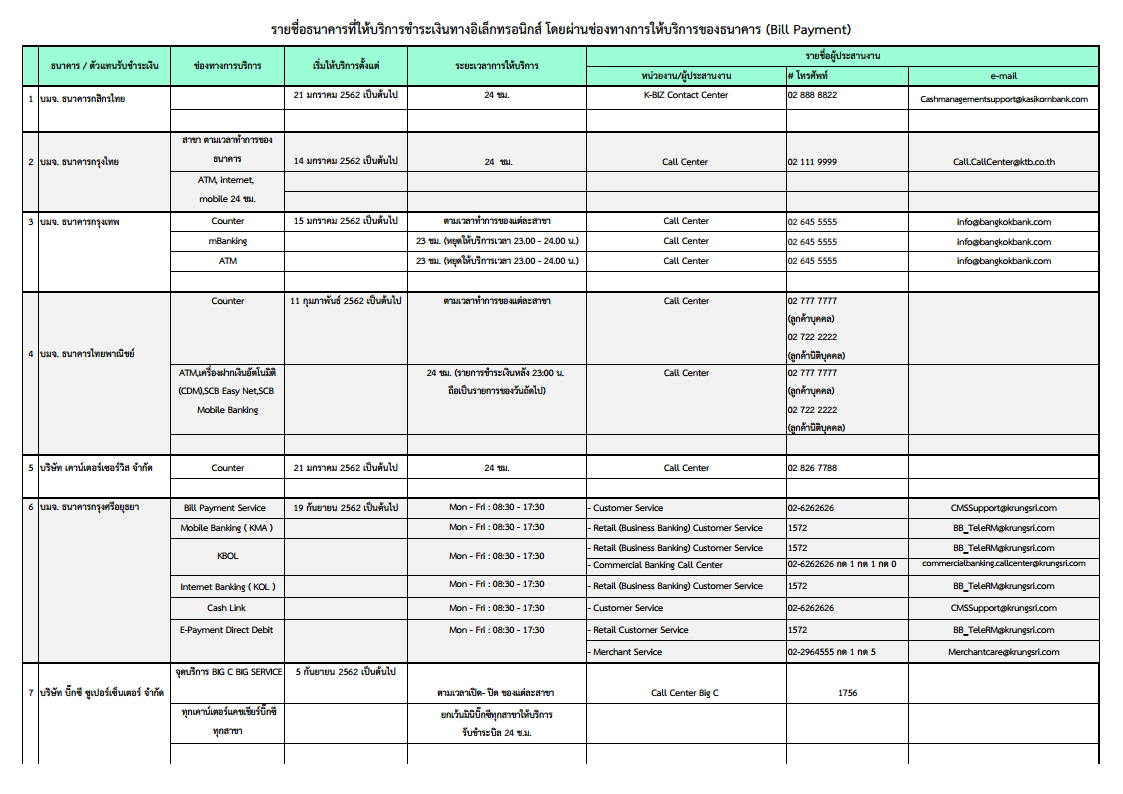 รายชื่อธนาคารที่ให้บริการชำระเงินทางอิเล็กทรอนิกส์ โดยผ่านช่องทางการให้บริการของธนาคาร (Bill Payment)
ธนาคาร / ตัวแทนรับชำระเงิน ช่องทางการบริการ เริ่มให้บริการตั้งแต่ ระยะเวลาการให้บริการ รายชื่อผู้ประสานงาน
หน่วยงาน/ผู้ประสานงาน # โทรศัพท์ e-mail
1 บมจ. ธนาคารกสิกรไทย 21 มกราคม 2562 เป็นต้นไป 24 ชม. K-BIZ Contact Center 02 888 8822 Cashmanagementsupport@kasikornbank.com
สาขา ตามเวลาทำการของ
ธนาคาร
2 บมจ. ธนาคารกรุงไทย 14 มกราคม 2562 เป็นต้นไป 24 ชม. Call Center 02 111 9999 Call.CallCenter@ktb.co.th
ATM, internet,
mobile 24 ชม.
3 บมจ. ธนาคารกรุงเทพ Counter 15 มกราคม 2562 เป็นต้นไป ตามเวลาทำการของแต่ละสาขา Call Center 02 645 5555 info@bangkokbank.com
mBanking 23 ชม. (หยุดให้บริการเวลา 23.00 - 24.00 น.) Call Center 02 645 5555 info@bangkokbank.com
ATM 23 ชม. (หยุดให้บริการเวลา 23.00 - 24.00 น.) Call Center 02 645 5555 info@bangkokbank.com
Counter 11 กุมภาพันธ์ 2562 เป็นต้นไป ตามเวลาทำการของแต่ละสาขา Call Center 02 777 7777
(ลูกค้าบุคคล)
02 722 2222
4 บมจ. ธนาคารไทยพาณิชย์ (ลูกค้านิติบุคคล)
ATM,เครื่องฝากเงินอัตโนมัติ 24 ชม. (รายการชำระเงินหลัง 23:00 น. Call Center 02 777 7777
(CDM),SCB Easy Net,SCB ถือเป็นรายการของวันถัดไป) (ลูกค้าบุคคล)
Mobile Banking 02 722 2222
(ลูกค้านิติบุคคล)
5 บริษัท เคาน์เตอร์เซอร์วิส จำกัด Counter 21 มกราคม 2562 เป็นต้นไป 24 ชม. Call Center 02 826 7788
6 บมจ. ธนาคารกรุงศรีอยุธยา Bill Payment Service 19 กันยายน 2562 เป็นต้นไป Mon - Fri : 08:30 - 17:30 - Customer Service 02-6262626 CMSSupport@krungsri.com
Mobile Banking ( KMA ) Mon - Fri : 08:30 - 17:30 - Retail (Business Banking) Customer Service 1572 BB_TeleRM@krungsri.com
KBOL Mon - Fri : 08:30 - 17:30 - Retail (Business Banking) Customer Service 1572 BB_TeleRM@krungsri.com
- Commercial Banking Call Center 02-6262626 กด 1 กด 1 กด 0 commercialbanking.callcenter@krungsri.com
Internet Banking ( KOL ) Mon - Fri : 08:30 - 17:30 - Retail (Business Banking) Customer Service 1572 BB_TeleRM@krungsri.com
Cash Link Mon - Fri : 08:30 - 17:30 - Customer Service 02-6262626 CMSSupport@krungsri.com
E-Payment Direct Debit Mon - Fri : 08:30 - 17:30 - Retail Customer Service 1572 BB_TeleRM@krungsri.com
- Merchant Service 02-2964555 กด 1 กด 5 Merchantcare@krungsri.com
จุดบริการ BIG C BIG SERVICE 5 กันยายน 2562 เป็นต้นไป
7 บริษัท บิ๊กซี ซูเปอร์เซ็นเตอร์ จำกัด ตามเวลาเปิด- ปิด ของแต่ละสาขา Call Center Big C 1756
ทุกเคาน์เตอร์แคชเชียร์บิ๊กซี ยกเว้นมินิบิ๊กซีทุกสาขาให้บริการ
ทุกสาขา รับชำระบิล 24 ช.ม.